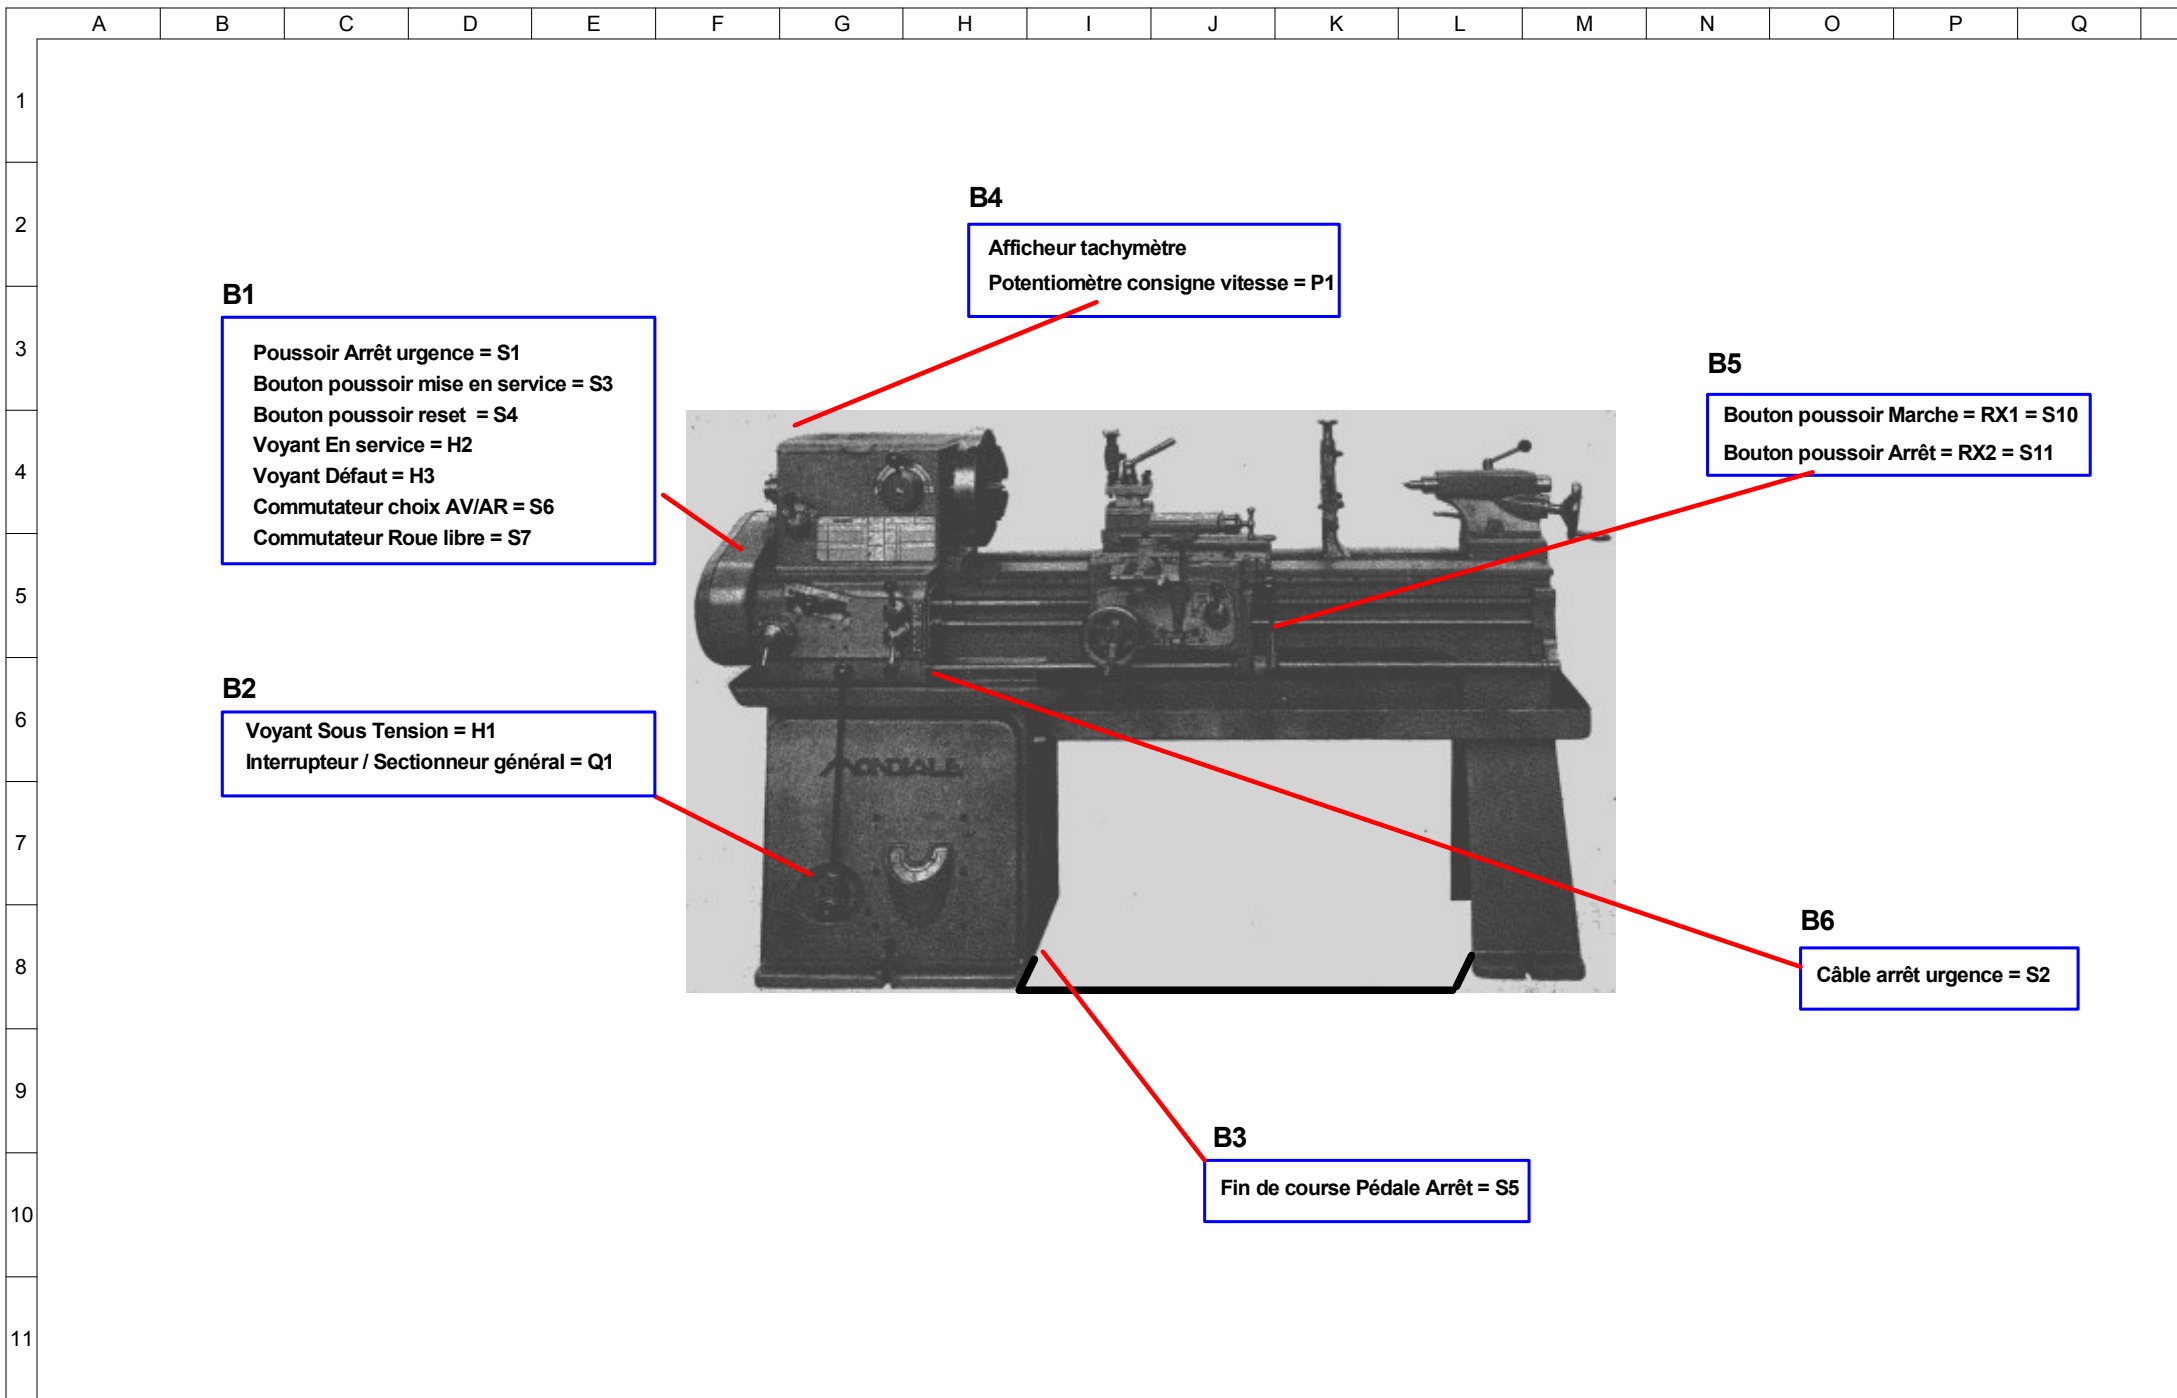 A B C D E F G H I J K L M N O P Q
1
2
3
4
5
6
7
8
9
10
11
B4
Afficheur tachymètre
Potentiomètre consigne vitesse = P1
B1
Poussoir Arrêt urgence = S1
Bouton poussoir mise en service = S3
Bouton poussoir reset = S4
Voyant En service = H2
Voyant Défaut = H3
Commutateur choix AV/AR = S6
Commutateur Roue libre = S7
B5
Bouton poussoir Marche = RX1 = S10
Bouton poussoir Arrêt = RX2 = S11
B2
Voyant Sous Tension = H1
Interrupteur / Sectionneur général = Q1
MONDIALE
B6
Câble arrêt urgence = S2
B3
Fin de course Pédale Arrêt = S5